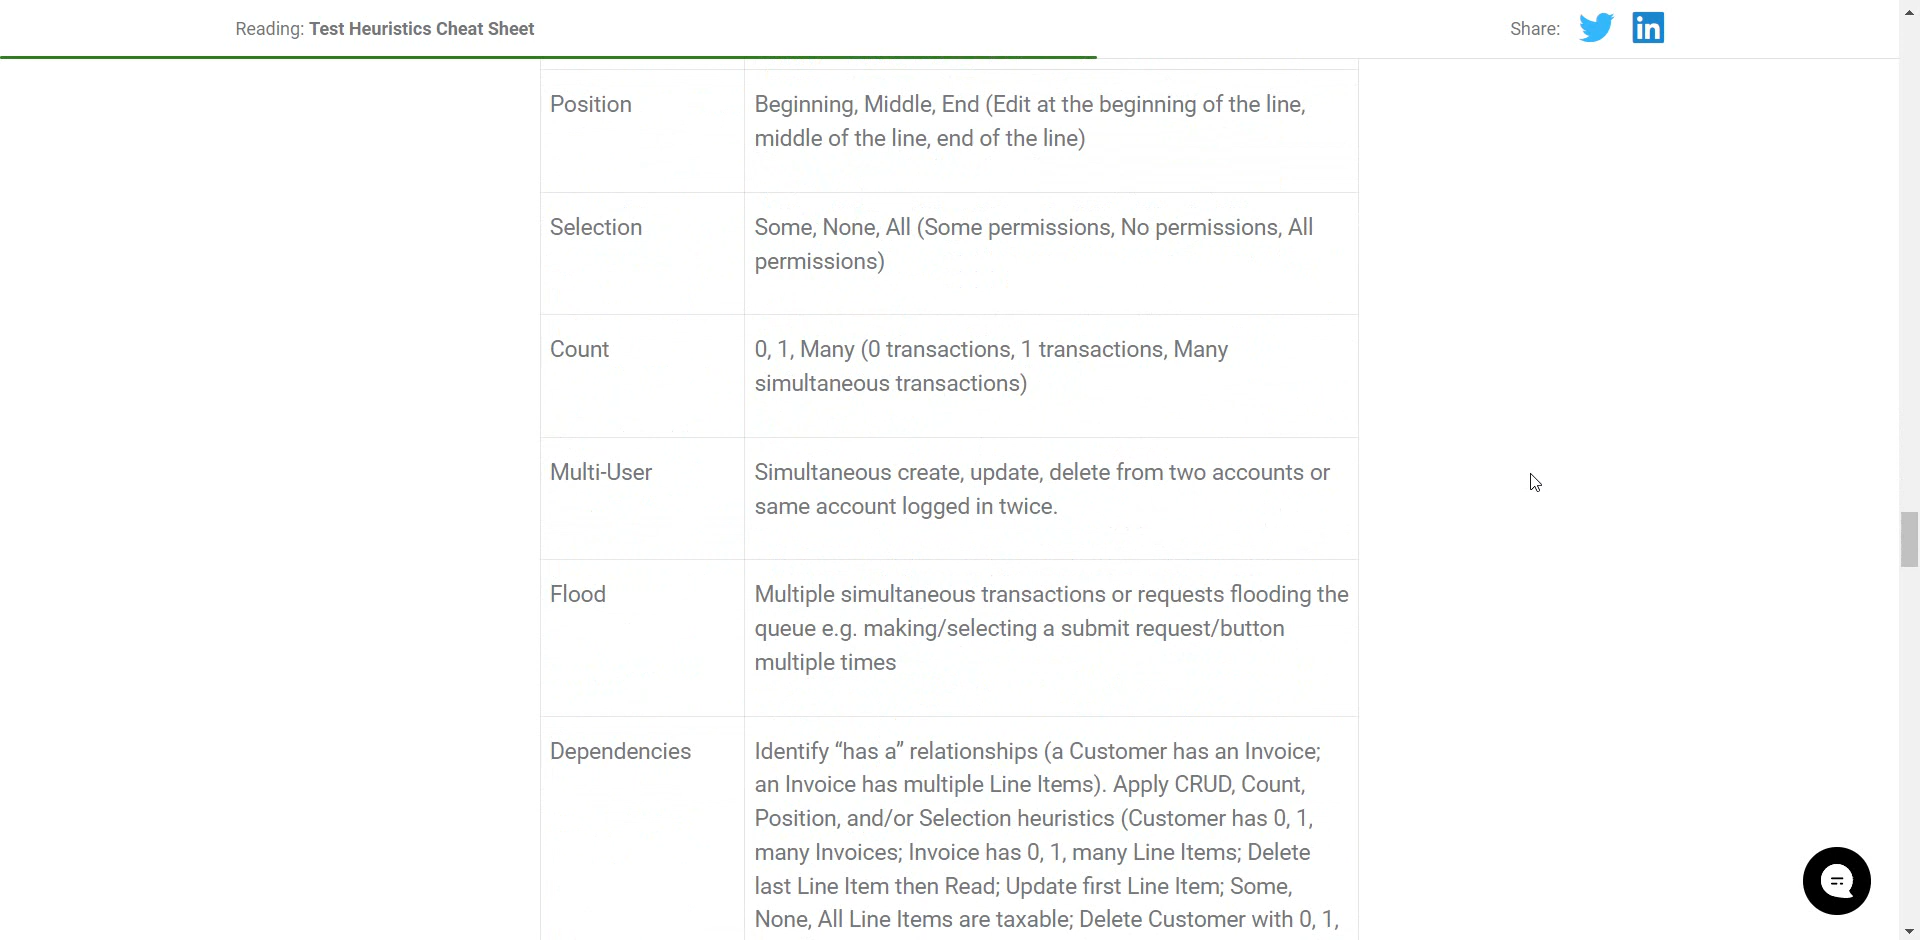 Reading: Test Heuristics Cheat Sheet
Share:
in
Position
Beginning, Middle, End (Edit at the beginning of the line,
middle of the line, end of the line)
Selection
Some, None, All (Some permissions, No permissions, All
permissions)
Count
0, 1, Many (0 transactions, 1 transactions, Many
simultaneous transactions)
Multi-User
Simultaneous create, update, delete from two accounts or
same account logged in twice.
Flood
Multiple simultaneous transactions or requests flooding the
queue e.g. making/selecting a submit request/button
multiple times
Dependencies
Identify “has a” relationships (a Customer has an Invoice;
an Invoice has multiple Line Items). Apply CRUD, Count,
Position, and/or Selection heuristics (Customer has 0, 1,
many Invoices; Invoice has 0, 1, many Line Items; Delete
last Line Item then Read; Update first Line Item; Some,
None, All Line Items are taxable; Delete Customer with 0, 1,